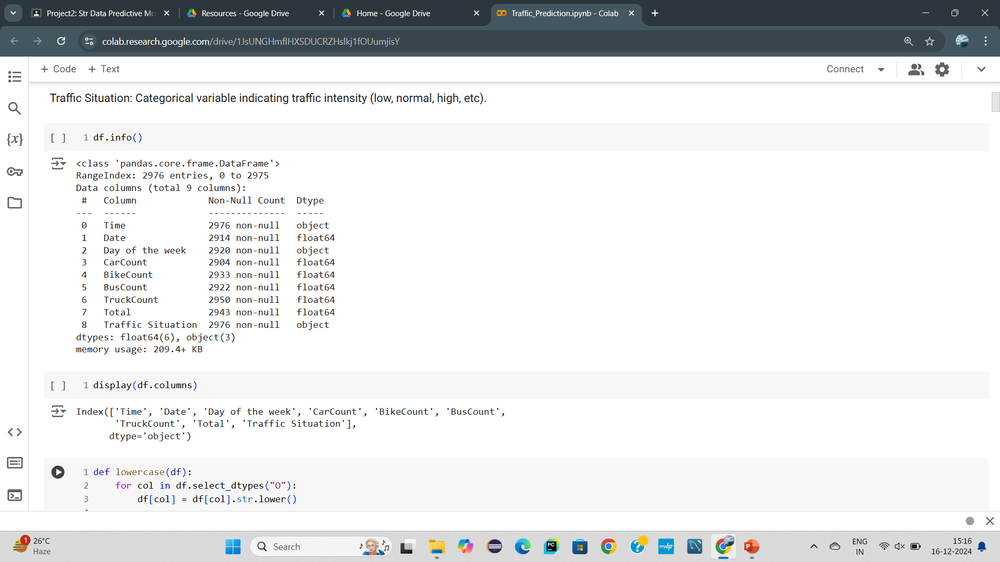 Project2: Str Data Predictive Mo
Resources - Google Drive
Home - Google Drive
Traffic_Prediction.ipynb - Colab
colab.research.google.com/drive/1JsUNGHmfIHXSDUCRZHslkj1fOUumjisY
+ Code + Text
Connect
Traffic Situation: Categorical variable indicating traffic intensity (low, normal, high, etc).
{x}
[ ] 1 df.info()
<class 'pandas.core.frame.DataFrame'>
RangeIndex: 2976 entries, 0 to 2975
Data columns (total 9 columns):
# Column Non-Null Count Dtype
--- ------ -------------- -----
0 Time 2976 non-null object
1 Date 2914 non-null float64
2 Day of the week 2920 non-null object
3 CarCount 2904 non-null float64
4 BikeCount 2933 non-null float64
5 BusCount 2922 non-null float64
6 TruckCount 2950 non-null float64
7 Total 2943 non-null float64
8 Traffic Situation 2976 non-null object
dtypes: float64(6), object(3)
memory usage: 209.4+ KB
[ ] 1 display(df.columns)
Index(['Time', 'Date', 'Day of the week', 'CarCount', 'BikeCount', 'BusCount',
'TruckCount', 'Total', 'Traffic Situation'],
dtype='object')
1 def lowercase(df):
2 for col in df.select_dtypes("O"):
3 df[col] = df[col].str.lower()
1
26°C
Haze
Search
PC
myhp
P
ENG
IN
15:16
16-12-2024